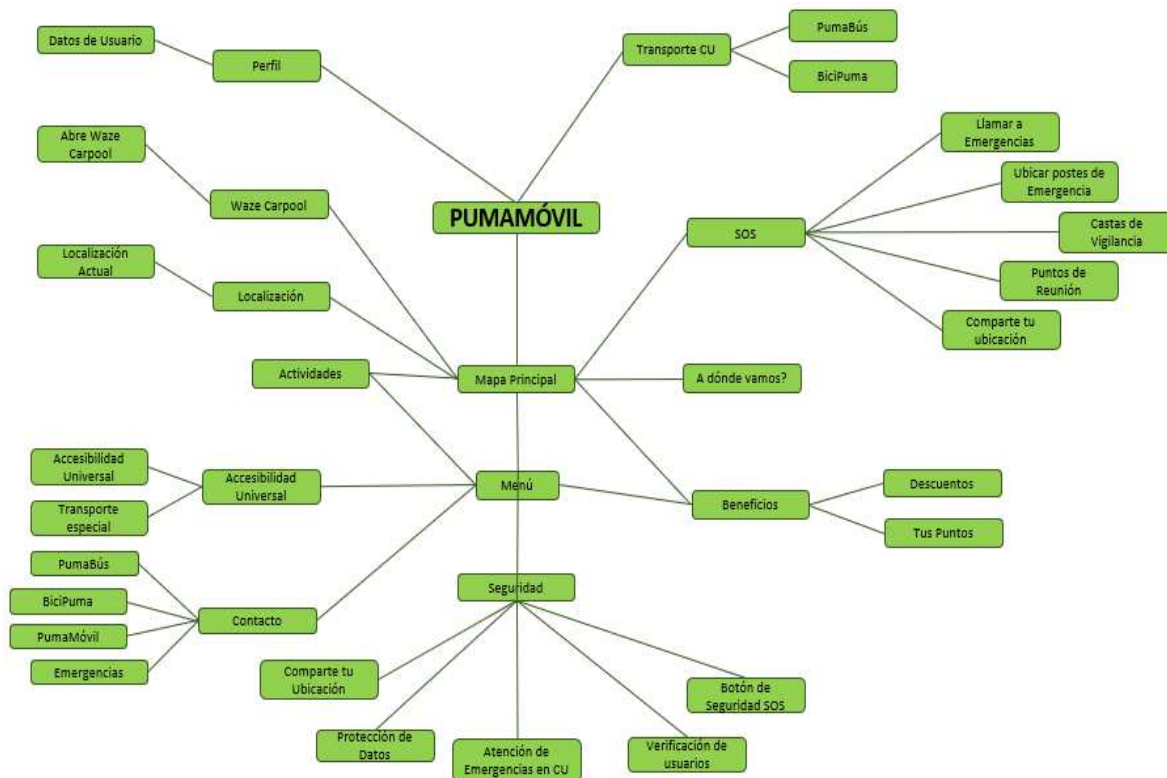 Datos de Usuario
Perfil
Transporte CU
PumaBús
BiciPuma
Abre Waze
Carpool
Waze Carpool
Localización
Actual
Localización
PUMAMÓVIL
SOS
Llamar a
Emergencias
Ubicar postes de
Emergencia
Castas de
Vigilancia
Puntos de
Reunión
Comparte tu
ubicación
Actividades
Mapa Principal
A dónde vamos?
Accesibilidad
Universal
Transporte
especial
Accesibilidad
Universal
Menú
Beneficios
Descuentos
Tus Puntos
PumaBús
BiciPuma
PumaMóvil
Emergencias
Contacto
Seguridad
Comparte tu
Ubicación
Protección de
Datos
Atención de
Emergencias en CU
Verificación de
usuarios
Botón de
Seguridad SOS